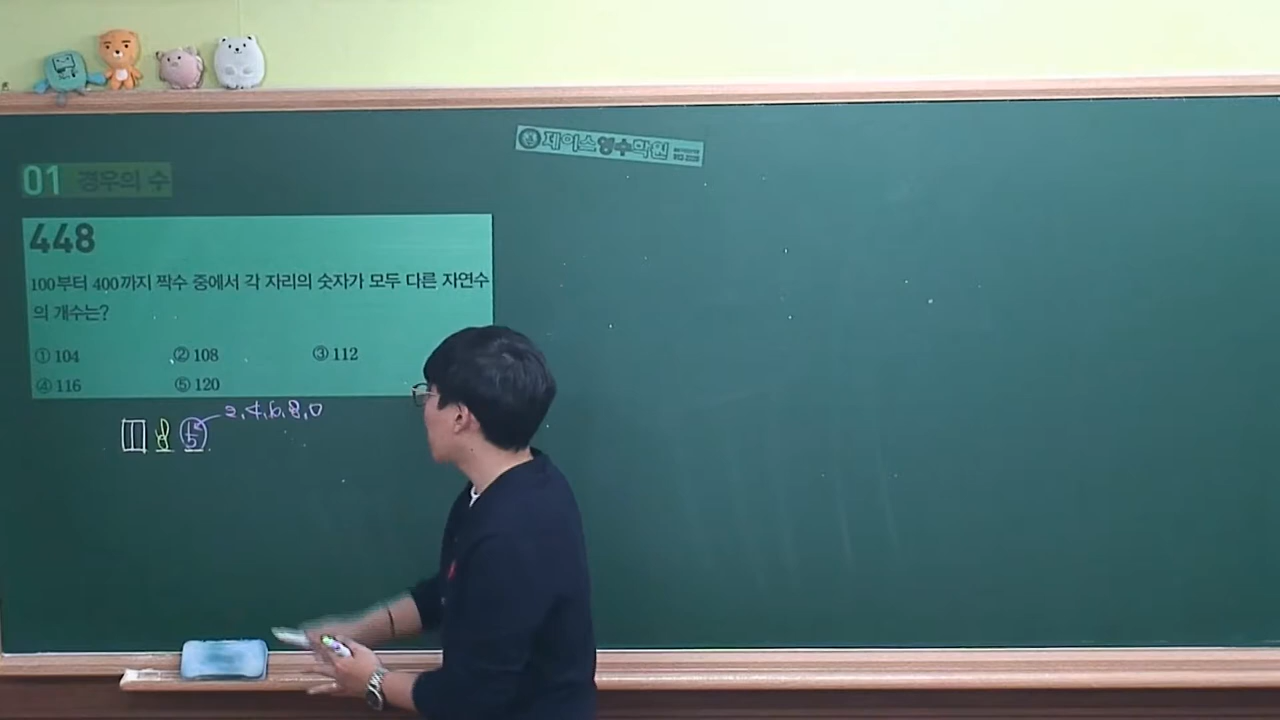 제이스영수학원
01 경우의 수
448
100부터 400까지 짝수 중에서 각 자리의 숫자가 모두 다른 자연수
의 개수는?
① 104 ② 108 ③ 112
④ 116 ⑤ 120
8 5 2, 4, 6, 8, 0